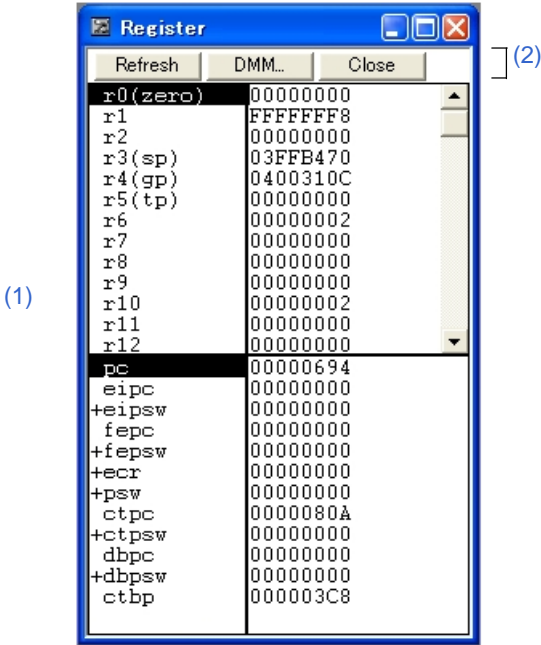 Register
Refresh DMM... Close
(2)
r0(zero) 00000000
r1 FFFFFFF8
r2 00000000
r3(sp) 03FFB470
r4(gp) 0400310C
r5(tp) 00000000
r6 00000002
r7 00000000
r8 00000000
r9 00000000
(1)
r10 00000002
r11 00000000
r12 00000000
pc 00000694
eipc 00000000
+eipsw 00000000
fepc 00000000
+fepsw 00000000
+ecr 00000000
+psw 00000000
ctpc 0000080A
+ctpsw 00000000
dbpc 00000000
+dbpsw 00000000
ctbp 000003C8